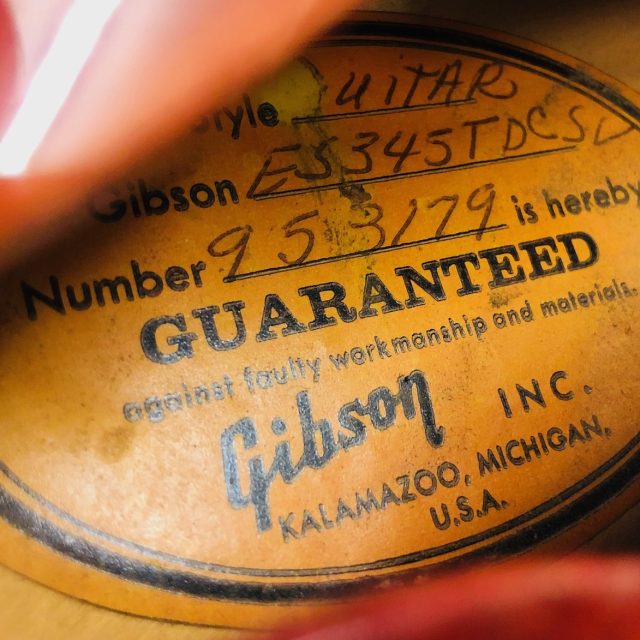 Style GUITAR
Gibson ES345TDCSV
Number 953179 is hereby
GUARANTEED
against faulty workmanship and materials.
Gibson INC.
KALAMAZOO, MICHIGAN,
U.S.A.